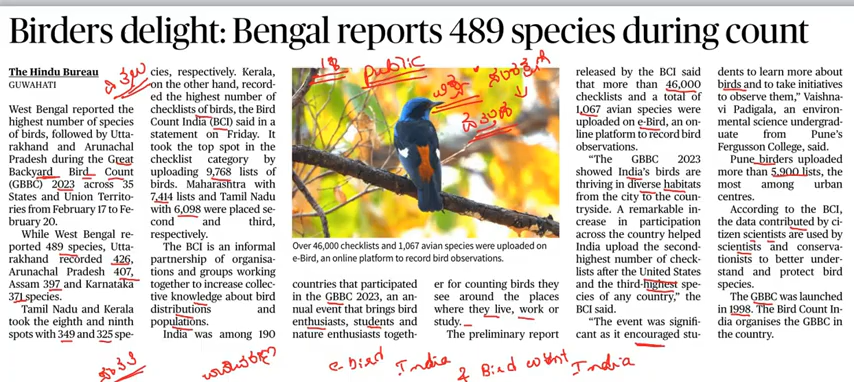 Birders delight: Bengal reports 489 species during count
The Hindu Bureau
GUWAHATI
West Bengal reported the
highest number of species
of birds, followed by Utta-
rakhand and Arunachal
Pradesh during the Great
Backyard Bird Count
(GBBC) 2023 across 35
States and Union Territo-
ries from February 17 to Fe-
bruary 20.
While West Bengal re-
ported 489 species, Utta-
rakhand recorded 426,
Arunachal Pradesh 407,
Assam 397 and Karnataka
371 species.
Tamil Nadu and Kerala
took the eighth and ninth
spots with 349 and 325 spe-
cies, respectively. Kerala,
on the other hand, record-
ed the highest number of
checklists of birds, the Bird
Count India (BCI) said in a
statement on Friday. It
took the top spot in the
checklist category by
uploading 9,768 lists of
birds. Maharashtra with
7,414 lists and Tamil Nadu
with 6,098 were placed se-
cond and third,
respectively.
The BCI is an informal
partnership of organisa-
tions and groups working
together to increase collec-
tive knowledge about bird
distributions and
populations.
India was among 190
public
Over 46,000 checklists and 1,067 avian species were uploaded on
e-Bird, an online platform to record bird observations.
countries that participated
in the GBBC 2023, an an-
nual event that brings bird
enthusiasts, students and
nature enthusiasts togeth-
er for counting birds they
see around the places
where they live, work or
study.
The preliminary report
released by the BCI said
that more than 46,000
checklists and a total of
1,067 avian species were
uploaded on e-Bird, an on-
line platform to record bird
observations.
"The GBBC 2023
showed India's birds are
thriving in diverse habitats
from the city to the coun-
tryside. A remarkable in-
crease in participation
across the country helped
India upload the second-
highest number of check-
lists after the United States
and the third-highest spe-
cies of any country," the
BCI said.
"The event was signifi-
cant as it encouraged stu-
dents to learn more about
birds and to take initiatives
to observe them," Vaishna-
vi Padigala, an environ-
mental science undergrad-
uate from Pune's
Fergusson College, said.
Pune birders uploaded
more than 5,900 lists, the
most among urban
centres.
According to the BCI,
the data contributed by ci-
tizen scientists are used by
scientists and conserva-
tionists to better under-
stand and protect bird
species.
The GBBC was launched
in 1998. The Bird Count In-
dia organises the GBBC in
the country.
e-Bird India & Bird count India